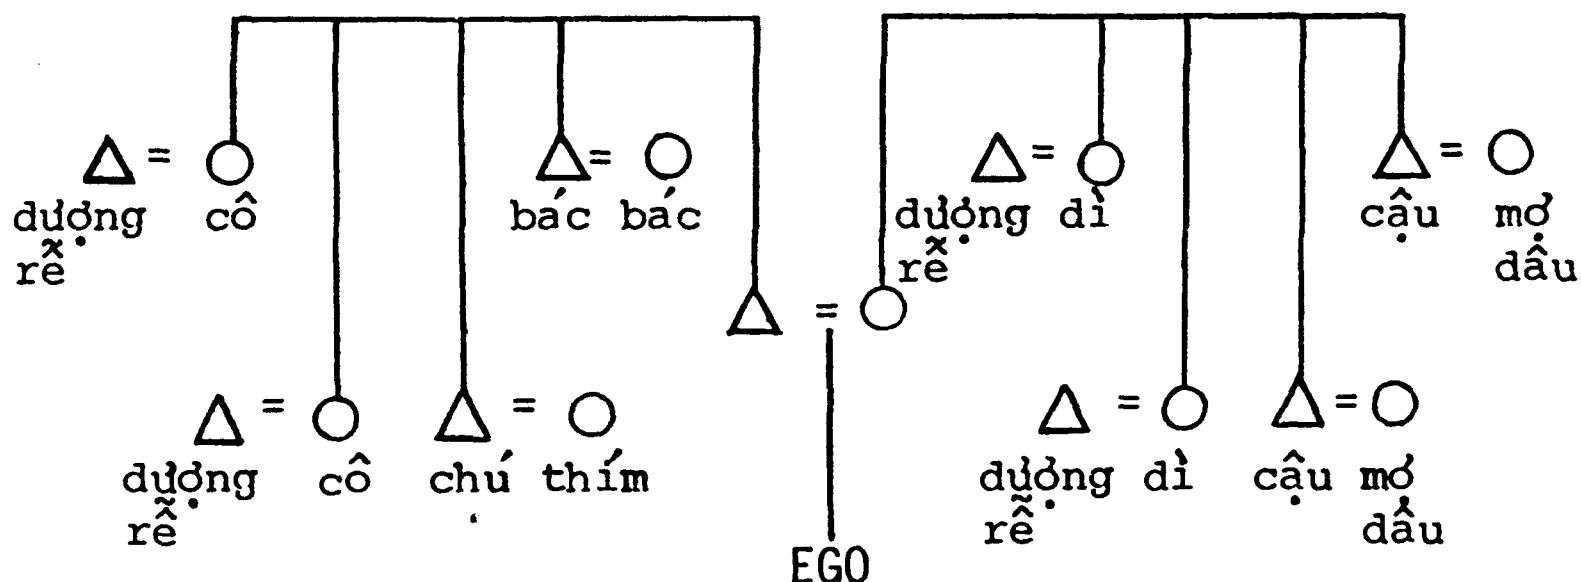 dượng cô bác bác dượng dì cậu mợ
rễ rễ dâu
dượng cô chú thím dượng dì cậu mợ
rễ rễ dâu
EGO